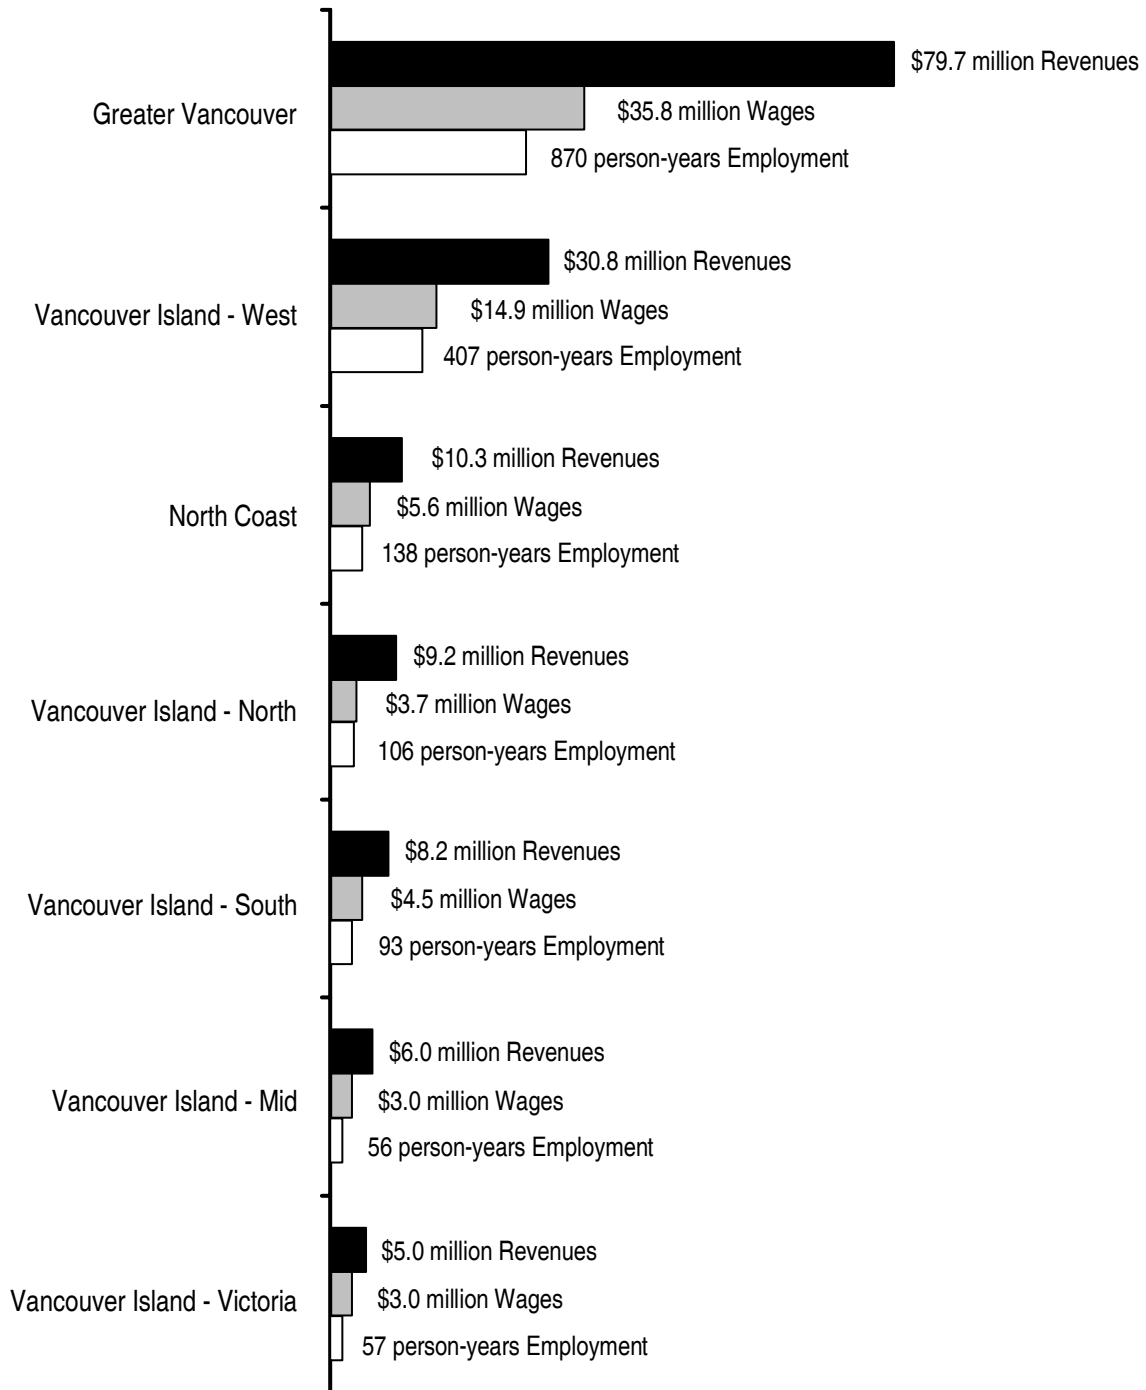 $79.7 million Revenues
Greater Vancouver
$35.8 million Wages
870 person-years Employment
$30.8 million Revenues
Vancouver Island - West
$14.9 million Wages
407 person-years Employment
$10.3 million Revenues
North Coast
$5.6 million Wages
138 person-years Employment
$9.2 million Revenues
Vancouver Island - North
$3.7 million Wages
106 person-years Employment
$8.2 million Revenues
Vancouver Island - South
$4.5 million Wages
93 person-years Employment
$6.0 million Revenues
Vancouver Island - Mid
$3.0 million Wages
56 person-years Employment
$5.0 million Revenues
Vancouver Island - Victoria
$3.0 million Wages
57 person-years Employment